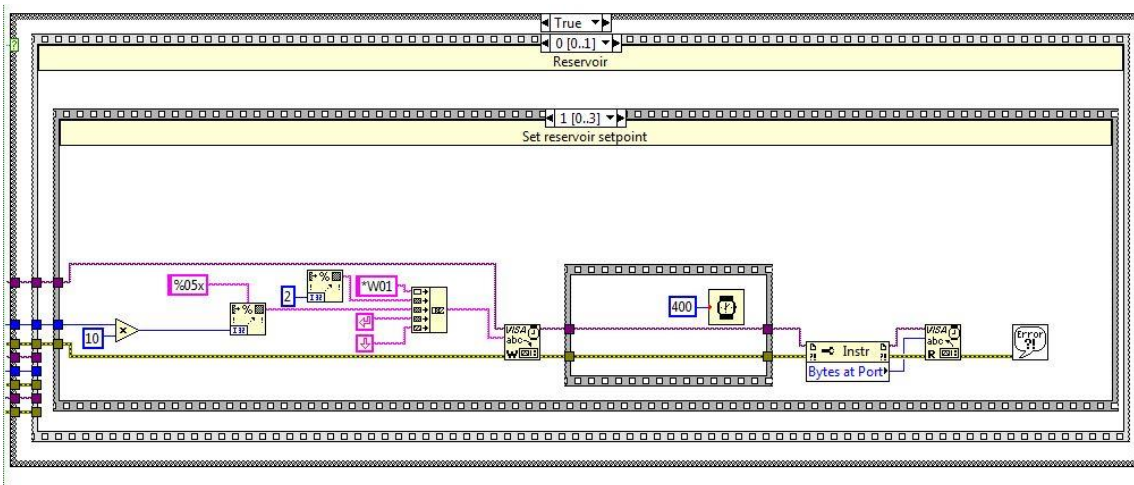 True
0 [0..1]
Reservoir
1 [0..3]
Set reservoir setpoint
%05x
2
*W01
10
400
VISA
abc
W
Instr
Bytes at Port
VISA
abc
R
Error
?!